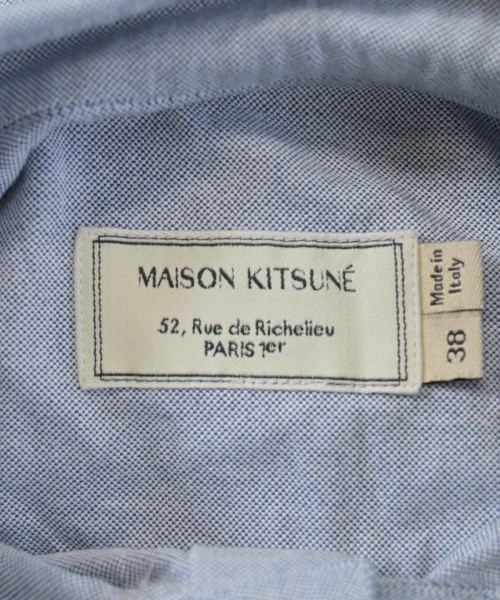 MAISON KITSUNÉ
52, Rue de Richelieu
PARIS 1er
Made in
Italy
38